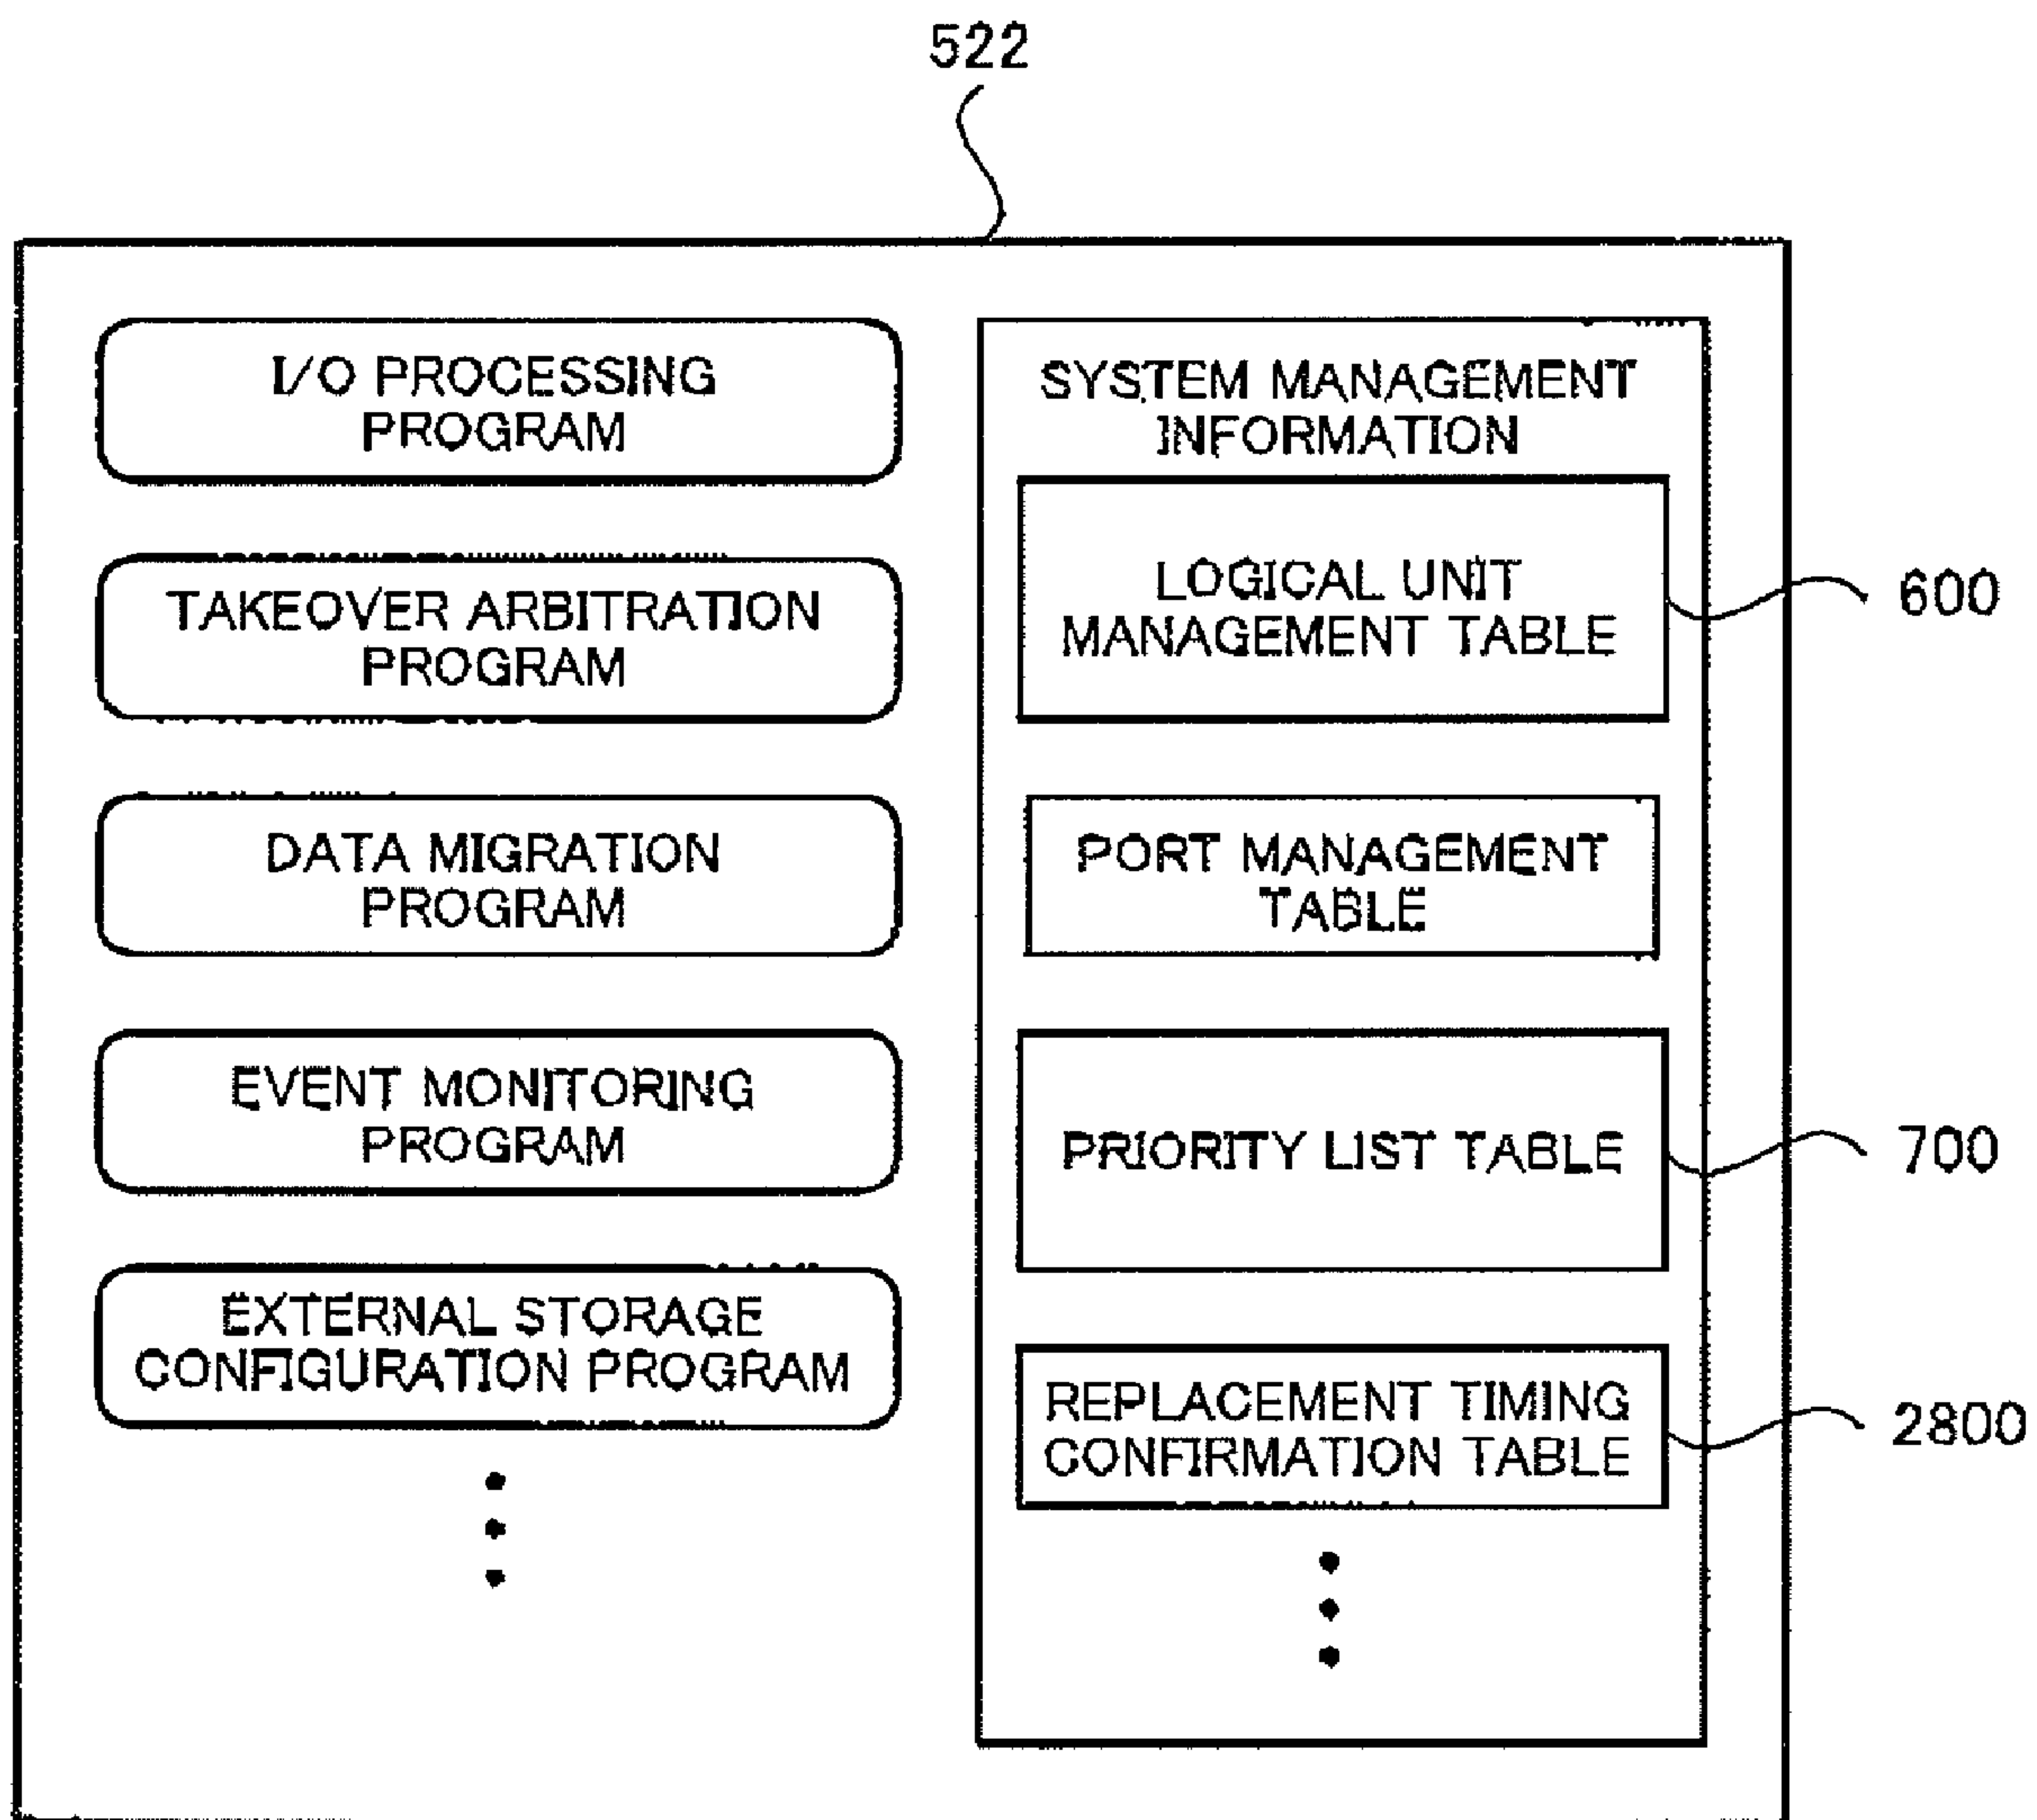 522
I/O PROCESSING
PROGRAM
TAKEOVER ARBITRATION
PROGRAM
DATA MIGRATION
PROGRAM
EVENT MONITORING
PROGRAM
EXTERNAL STORAGE
CONFIGURATION PROGRAM
SYSTEM MANAGEMENT
INFORMATION
LOGICAL UNIT
MANAGEMENT TABLE
600
PORT MANAGEMENT
TABLE
PRIORITY LIST TABLE
700
REPLACEMENT TIMING
CONFIRMATION TABLE
2800